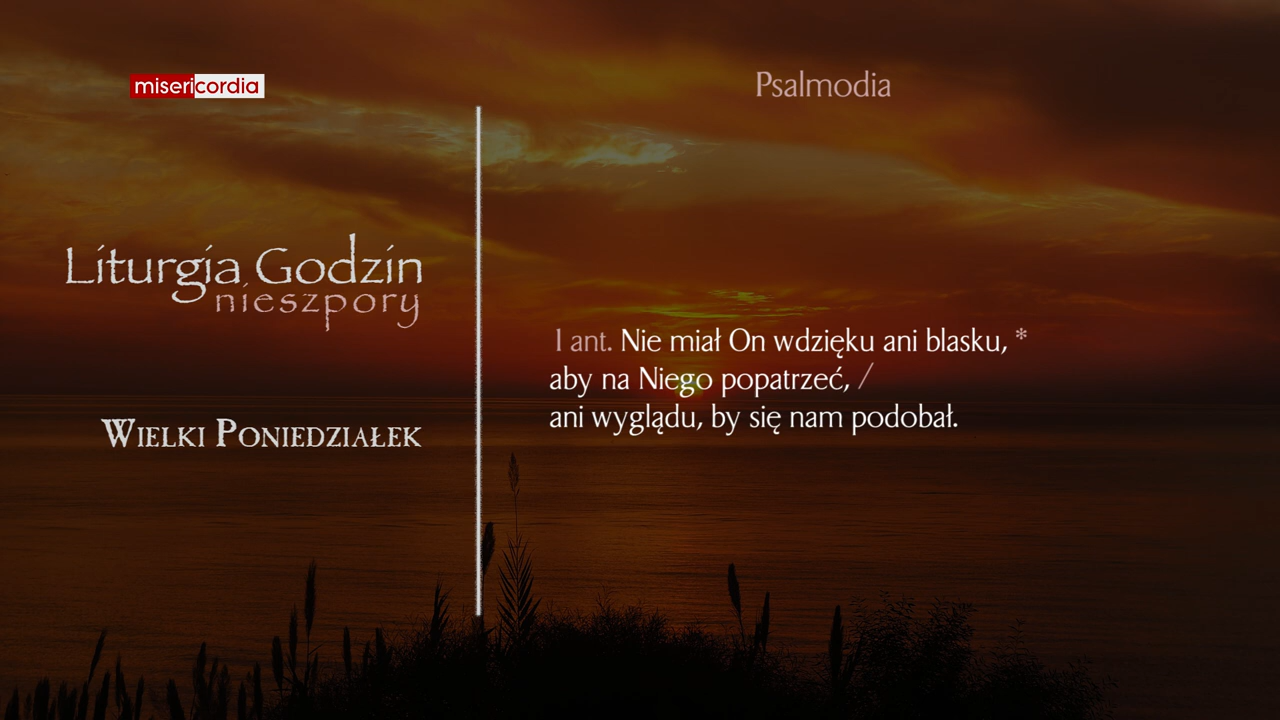 misericordia
Psalmodia
Liturgia Godzin
nieszpory
Wielki Poniedziałek
1 ant. Nie miał On wdzięku ani blasku, *
aby na Niego popatrzeć, /
ani wyglądu, by się nam podobał.